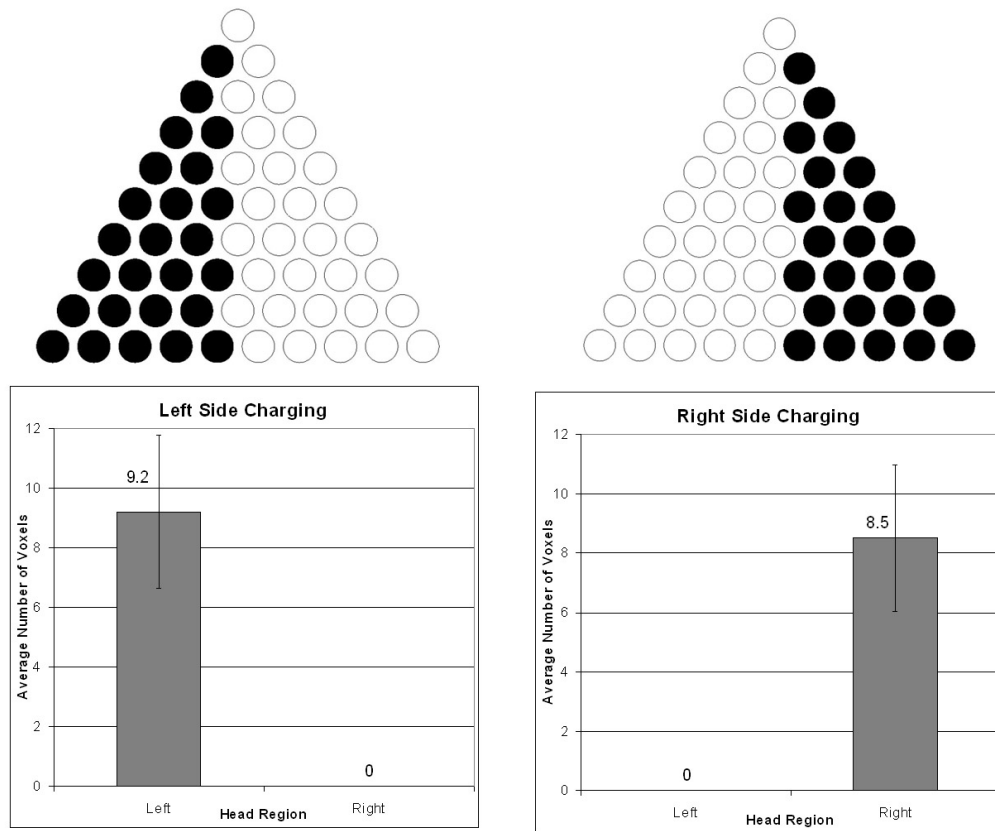 Left Side Charging
12
10
8
6
4
2
0
Average Number of Voxels
9.2
0
Left
Right
Head Region
Right Side Charging
12
10
8
6
4
2
0
Average Number of Voxels
8.5
0
Left
Right
Head Region